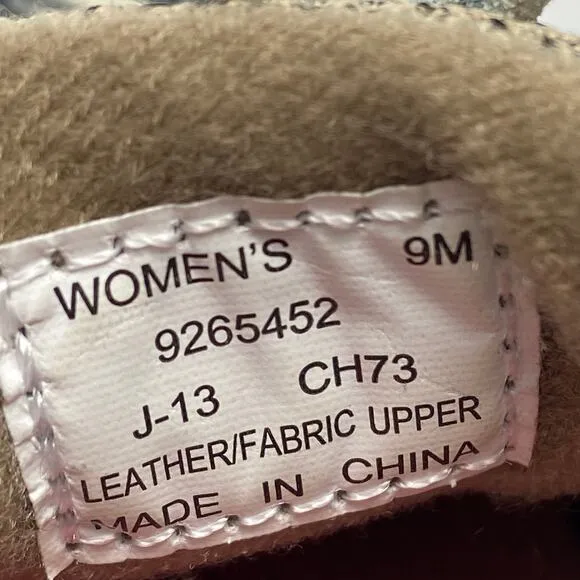 WOMEN'S 9M
9265452
J-13 CH73
LEATHER/FABRIC UPPER
MADE IN CHINA